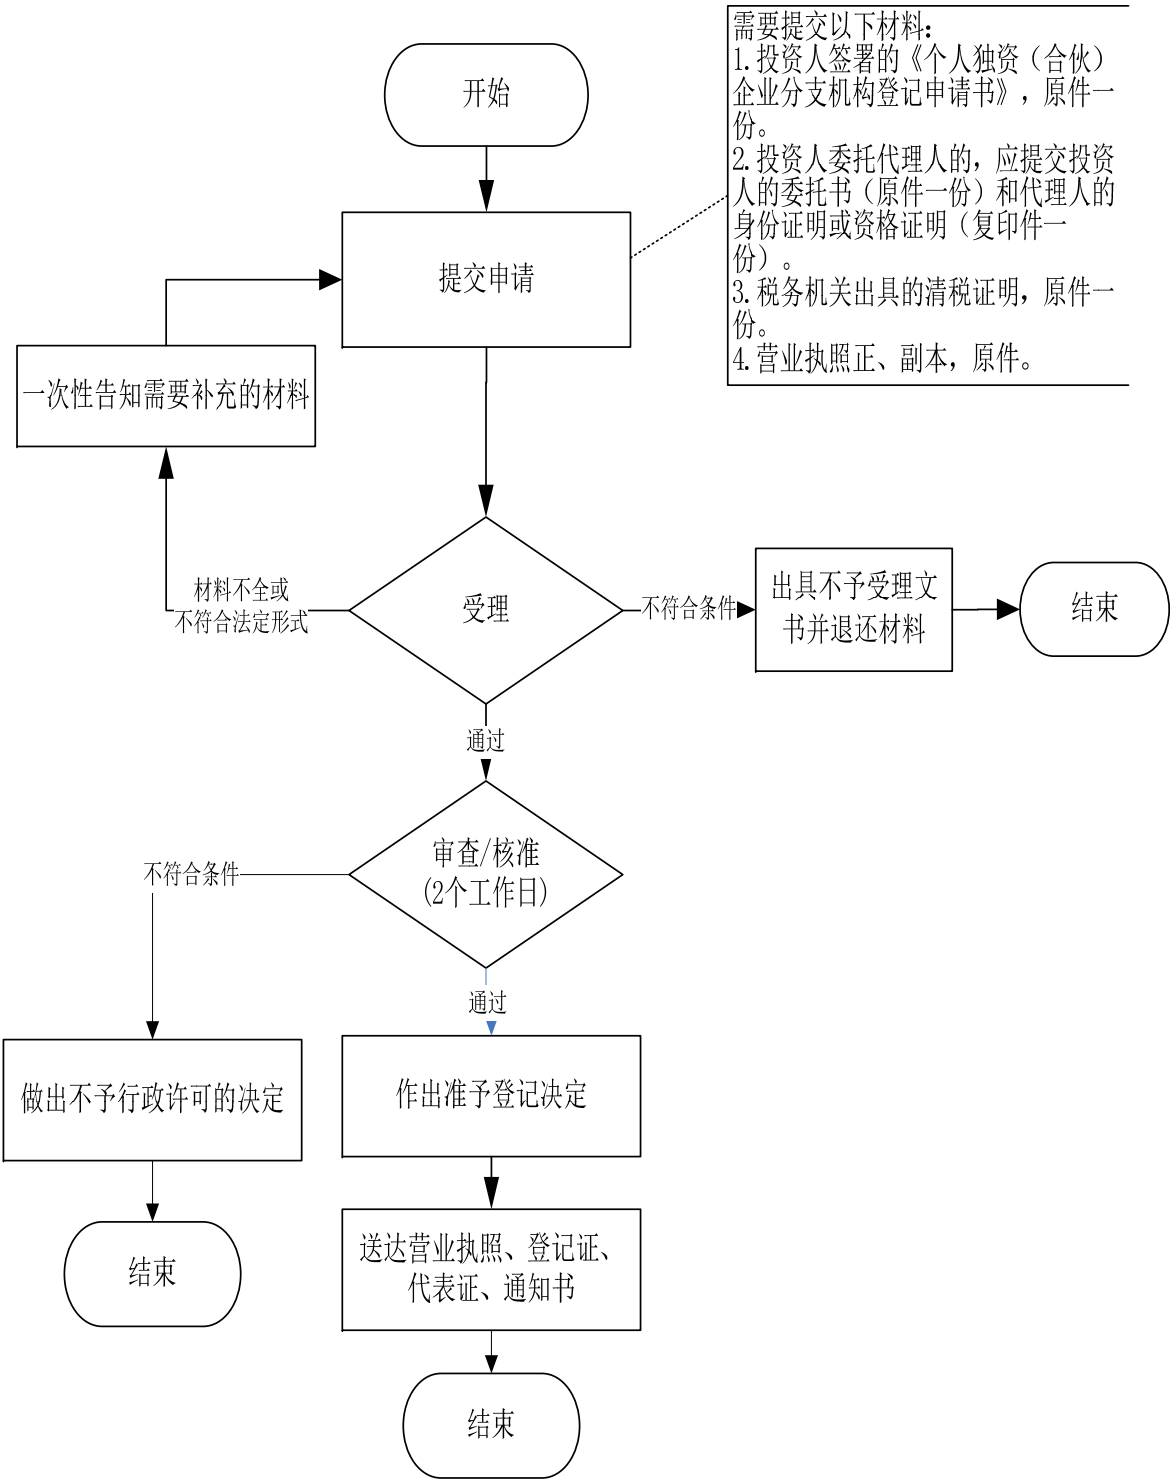 开始
需要提交以下材料：
1.投资人签署的《个人独资（合伙）
企业分支机构登记申请书》，原件一
份。
2.投资人委托代理人的，应提交投资
人的委托书（原件一份）和代理人的
身份证明或资格证明（复印件一
份）。
3.税务机关出具的清税证明，原件一
份。
4.营业执照正、副本，原件。
提交申请
一次性告知需要补充的材料
材料不全或
不符合法定形式
受理
不符合条件
出具不予受理文
书并退还材料
结束
通过
审查/核准
(2个工作日)
不符合条件
通过
做出不予行政许可的决定
作出准予登记决定
结束
送达营业执照、登记证、
代表证、通知书
结束